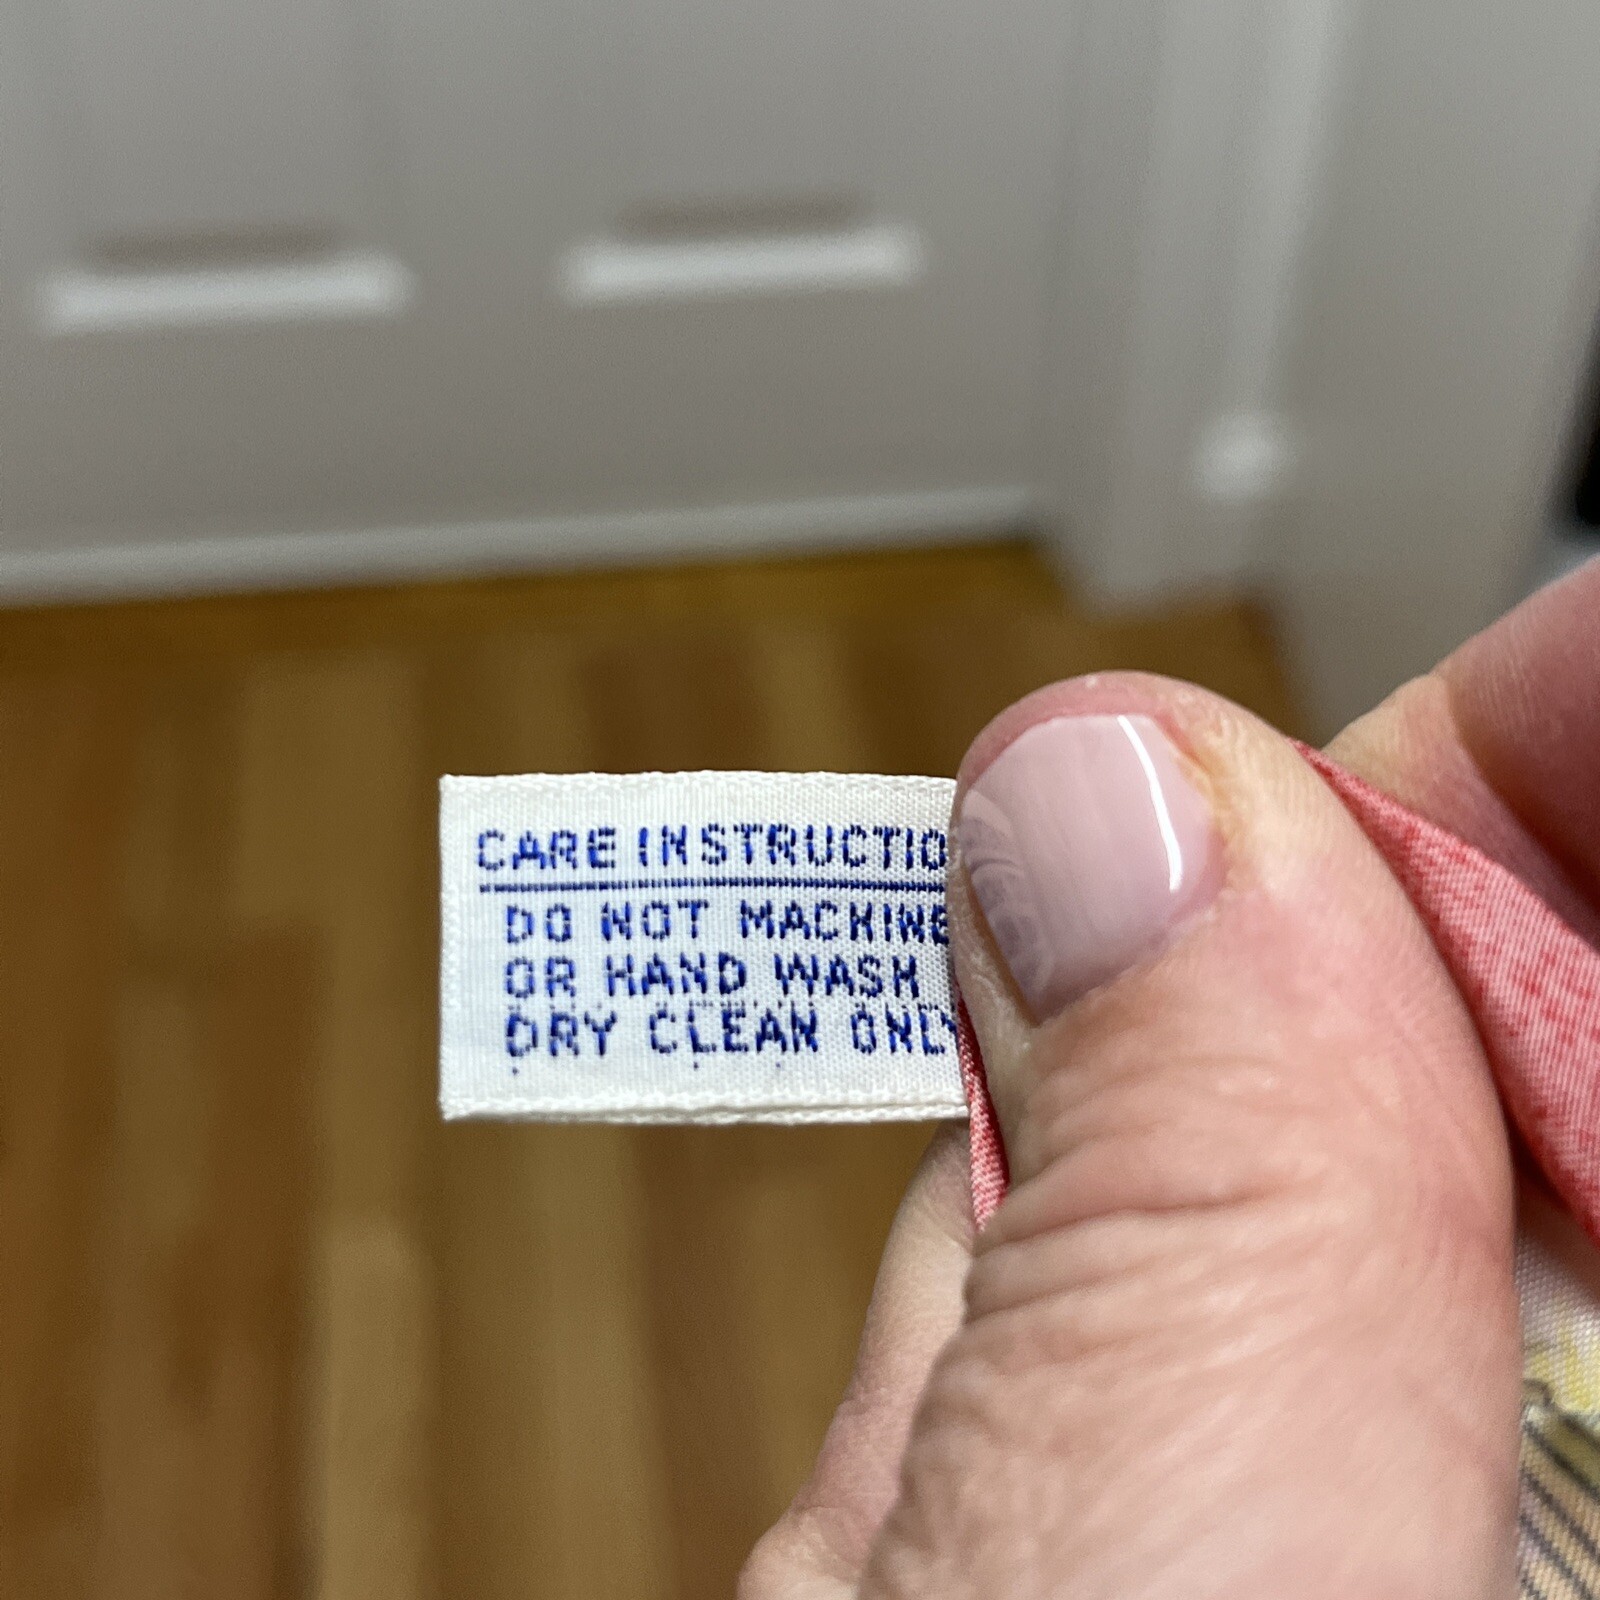 CARE INSTRUCTIO
DO NOT MACHINE
OR HAND WASH
DRY CLEAN ONLY